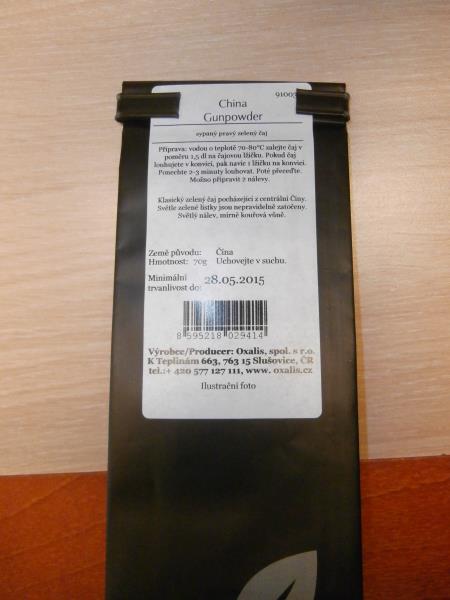 91003
China
Gunpowder
sypaný pravý zelený čaj
Příprava: vodou o teplotě 70-80°C zalejte čaj v
poměru 1,5 dl na čajovou lžičku. Pokud čaj
louhujete v konvici, pak navíc 1 lžičku na konvici.
Ponechte 2-3 minuty louhovat. Poté přeceďte.
Možno připravit 2 nálevy.
Klasický zelený čaj pocházející z centrální Číny.
Světle zelené lístky jsou nepravidelně zatočeny.
Světlý nálev, mírně kouřová vůně.
Země původu: Čína
Hmotnost: 70g Uchovejte v suchu.
Minimální
trvanlivost do: 28.05.2015
8 595218 029414
Výrobce/Producer: Oxalis, spol. s r.o.
K Teplinám 663, 763 15 Slušovice, ČR
tel.:+ 420 577 127 111, www. oxalis.cz
Ilustrační foto